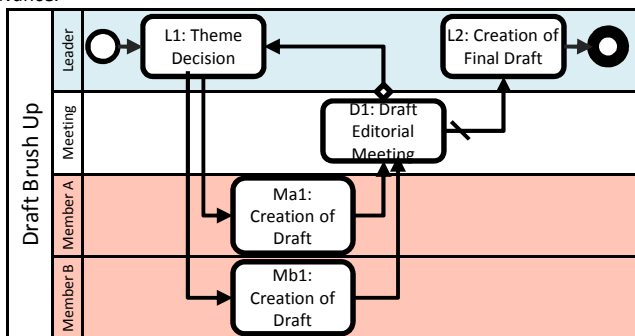 Draft Brush Up
Leader
Meeting
Member A
Member B
L1: Theme
Decision
L2: Creation of
Final Draft
D1: Draft
Editorial
Meeting
Ma1:
Creation of
Draft
Mb1:
Creation of
Draft